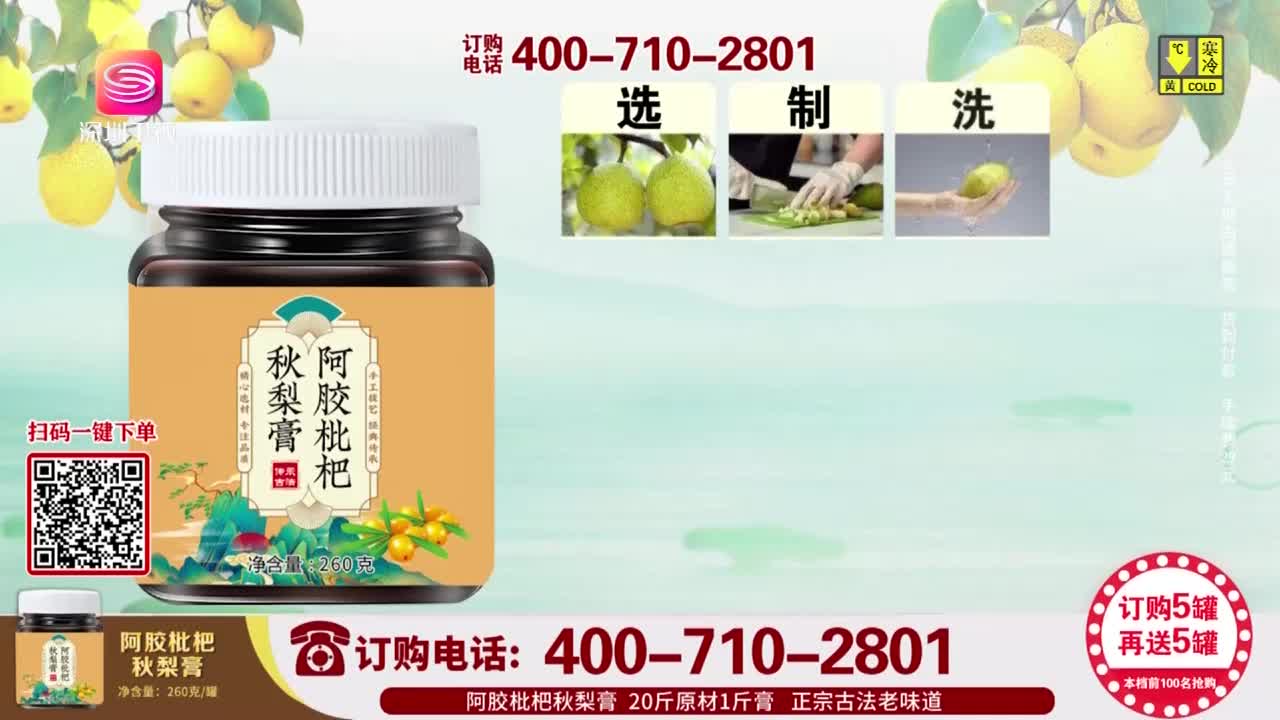 订购电话 400-710-2801
℃ 寒冷
黄 COLD
深圳卫视
选 制 洗
阿胶枇杷
秋梨膏
手工技艺 经典传承
精心选材 专注品质
传承古法
净含量:260克
扫码一键下单
阿胶枇杷
秋梨膏
净含量:260克/罐
订购电话: 400-710-2801
阿胶枇杷秋梨膏 20斤原材1斤膏 正宗古法老味道
订购5罐
再送5罐
本档前100名抢购